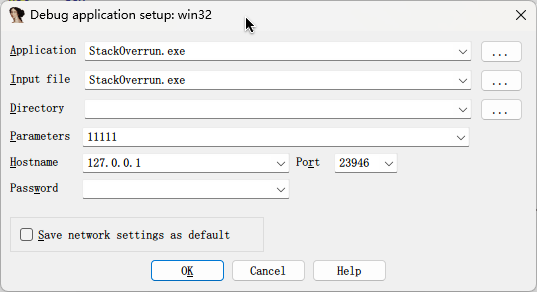 Debug application setup: win32
Application StackOverrun.exe ...
Input file StackOverrun.exe ...
Directory ...
Parameters 11111
Hostname 127.0.0.1 Port 23946
Password
Save network settings as default
OK Cancel Help